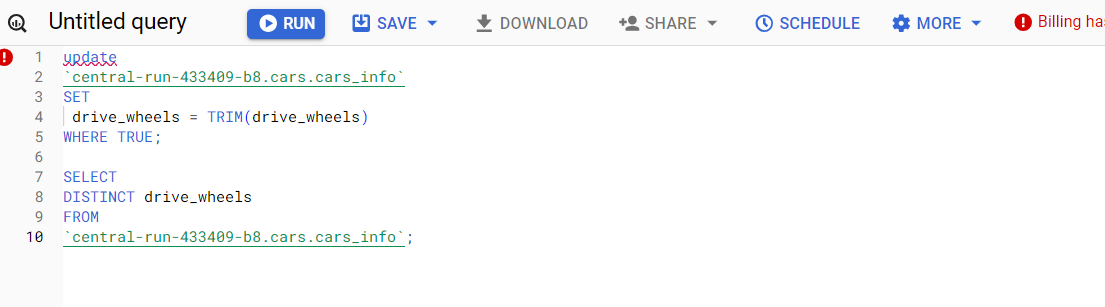 Untitled query RUN SAVE DOWNLOAD SHARE SCHEDULE MORE Billing ha
1 update
2 `central-run-433409-b8.cars.cars_info`
3 SET
4 drive_wheels = TRIM(drive_wheels)
5 WHERE TRUE;
6
7 SELECT
8 DISTINCT drive_wheels
9 FROM
10 `central-run-433409-b8.cars.cars_info`;